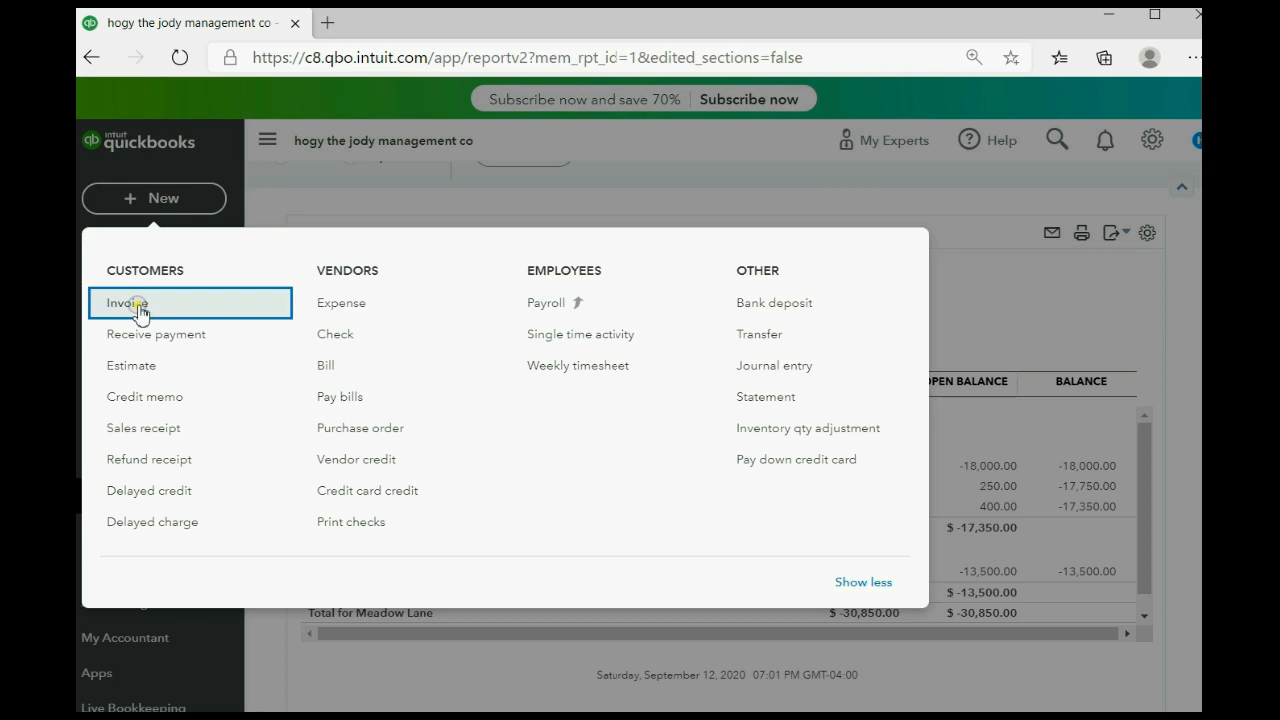 hogy the jody management co -
https://c8.qbo.intuit.com/app/reportv2?mem_rpt_id=1&edited_sections=false
Subscribe now and save 70% Subscribe now
intuit quickbooks
hogy the jody management co
My Experts
Help
+ New
CUSTOMERS
Invoice
Receive payment
Estimate
Credit memo
Sales receipt
Refund receipt
Delayed credit
Delayed charge
VENDORS
Expense
Check
Bill
Pay bills
Purchase order
Vendor credit
Credit card credit
Print checks
EMPLOYEES
Payroll
Single time activity
Weekly timesheet
OTHER
Bank deposit
Transfer
Journal entry
Statement
Inventory qty adjustment
Pay down credit card
Show less
OPEN BALANCE BALANCE
-18,000.00 -18,000.00
250.00 -17,750.00
400.00 -17,350.00
$ -17,350.00
-13,500.00 -13,500.00
$ -13,500.00
Total for Meadow Lane $ -30,850.00 $ -30,850.00
My Accountant
Apps
Live Bookkeeping
Saturday, September 12, 2020 07:01 PM GMT-04:00